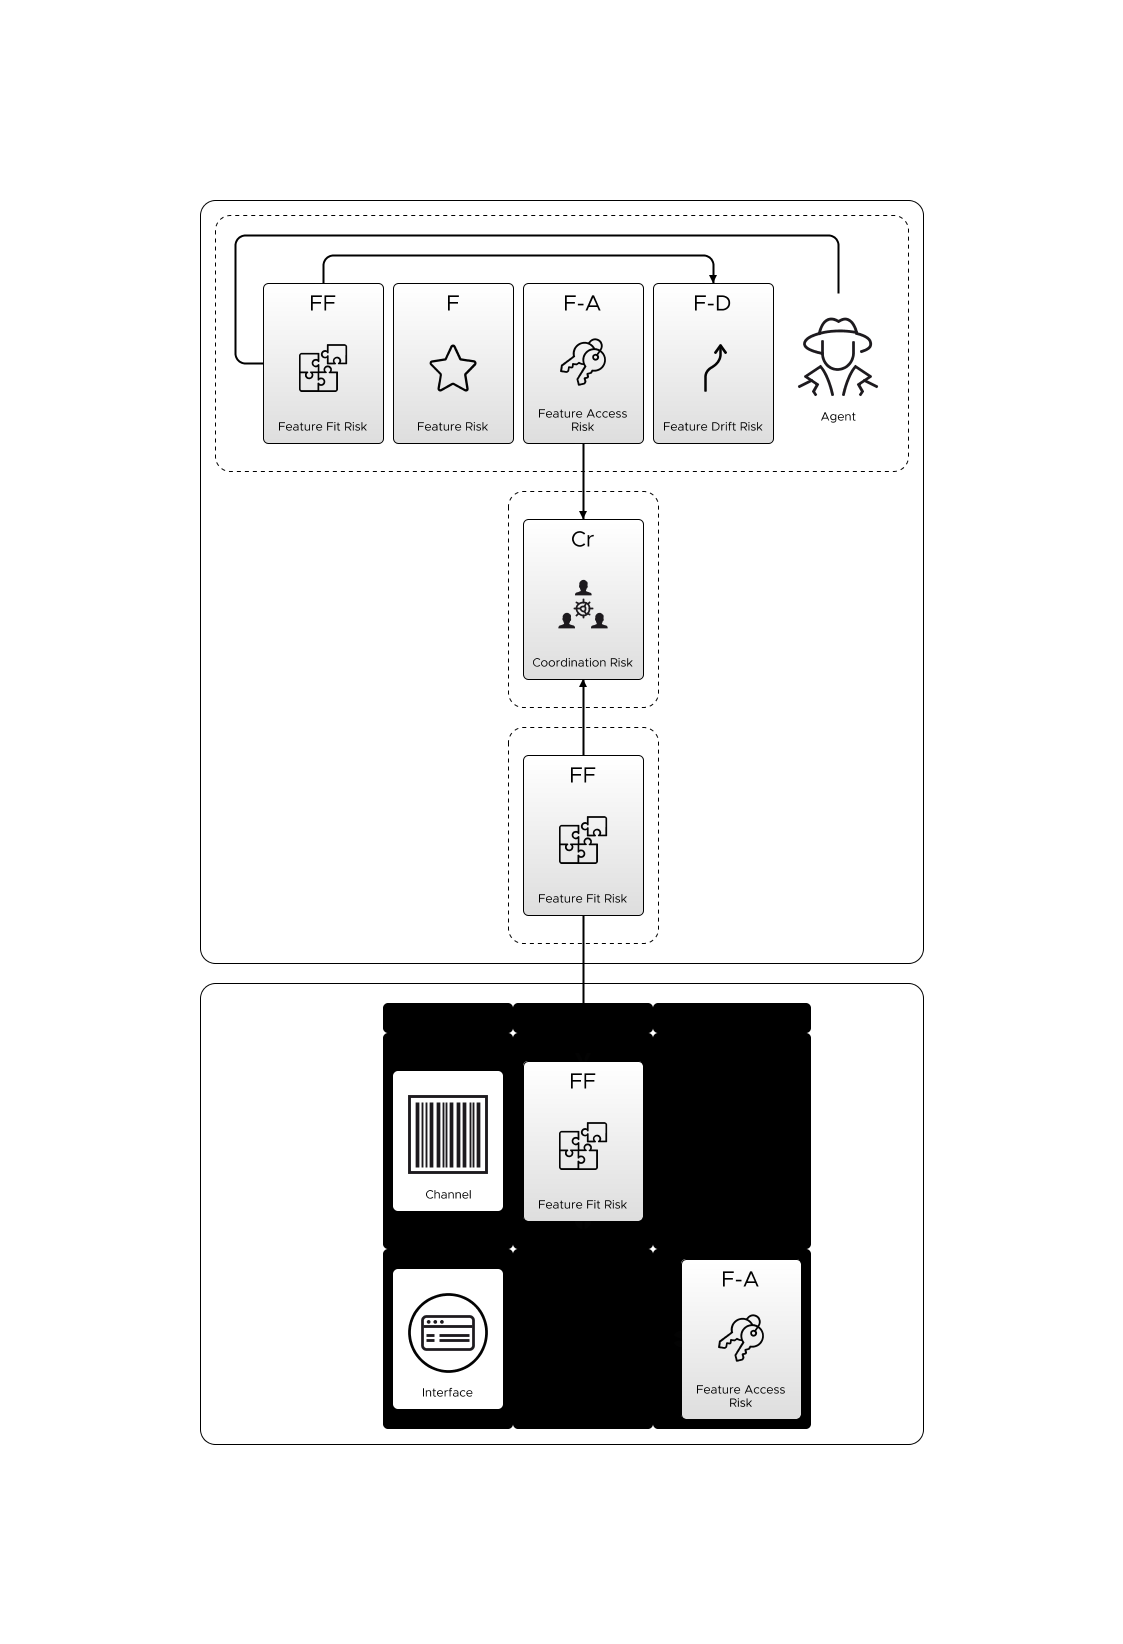 FF
F
F-A
F-D
Feature Fit Risk
Feature Risk
Feature Access
Risk
Feature Drift Risk
Agent
Cr
Coordination Risk
FF
Feature Fit Risk
Channel
FF
Feature Fit Risk
Interface
F-A
Feature Access
Risk